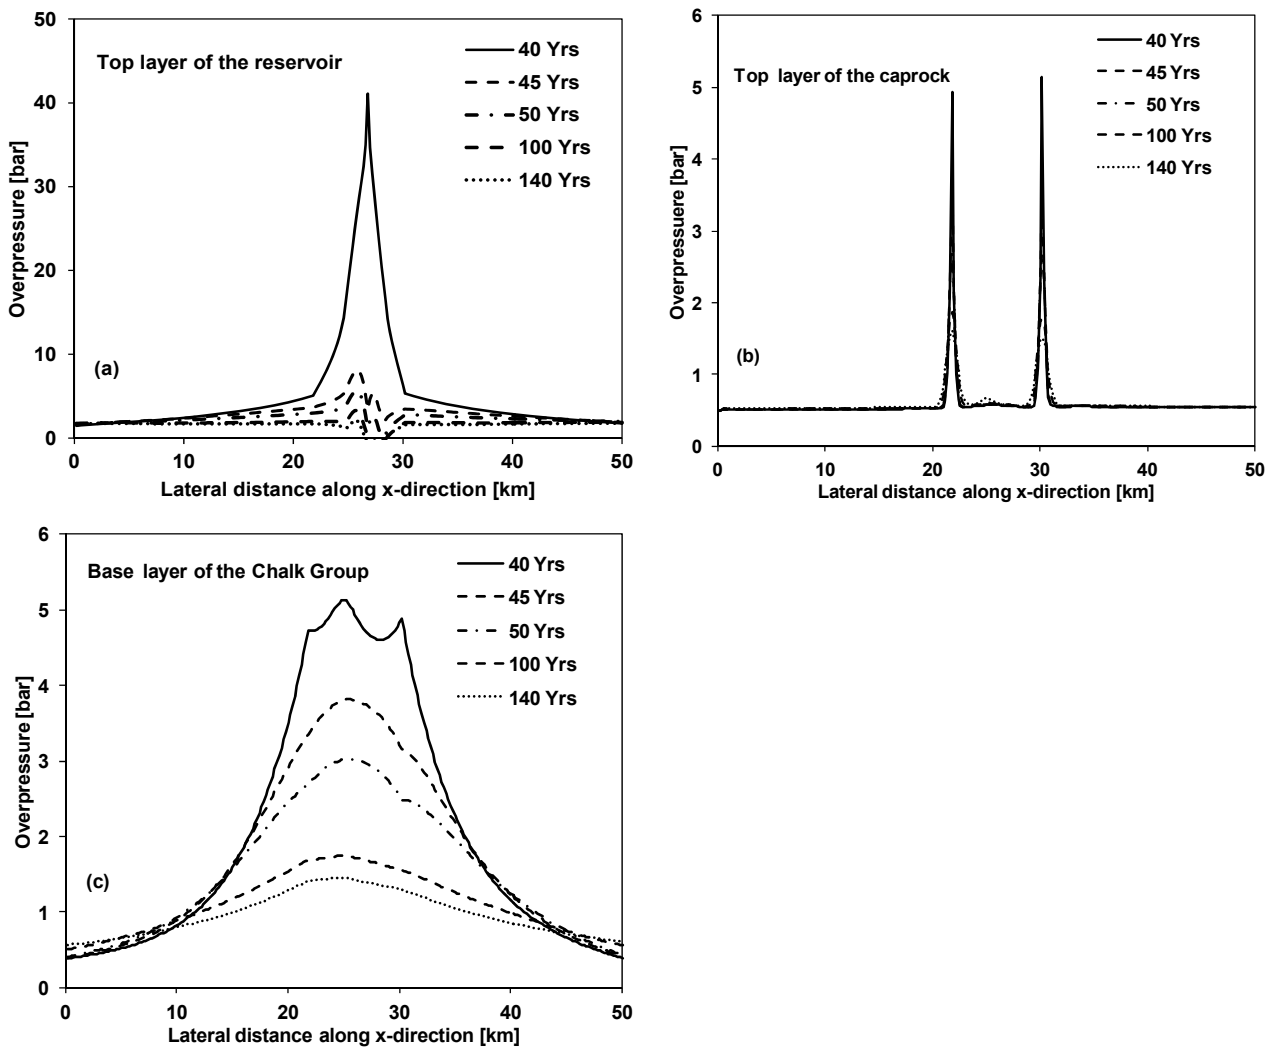 50
40
30
20
10
0
Overpressure [bar]
Top layer of the reservoir
40 Yrs
45 Yrs
50 Yrs
100 Yrs
140 Yrs
(a)
0 10 20 30 40 50
Lateral distance along x-direction [km]
6
5
4
3
2
1
0
Overpressuere [bar]
Top layer of the caprock
40 Yrs
45 Yrs
50 Yrs
100 Yrs
140 Yrs
(b)
0 10 20 30 40 50
Lateral distance along x-direction [km]
6
5
4
3
2
1
0
Overpressure [bar]
Base layer of the Chalk Group
40 Yrs
45 Yrs
50 Yrs
100 Yrs
140 Yrs
(c)
0 10 20 30 40 50
Lateral distance along x-direction [km]